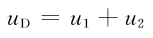 u_D = u_1 + u_2